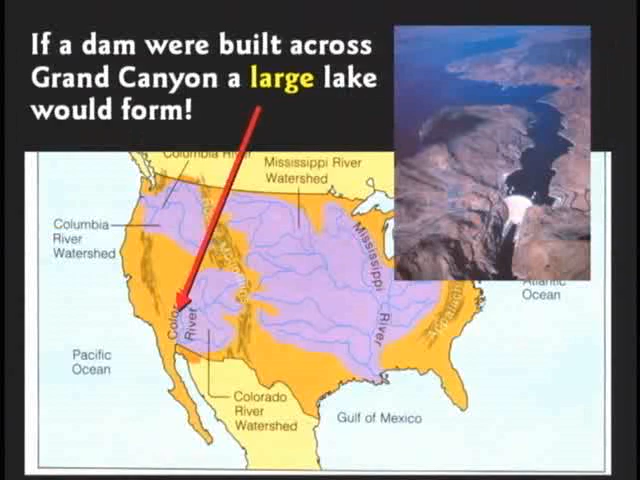 If a dam were built across
Grand Canyon a large lake
would form!
Columbia River
Mississippi River
Watershed
Columbia
River
Watershed
Mississippi
River
Colorado
River
Watershed
Pacific
Ocean
Gulf of Mexico
Atlantic
Ocean
River